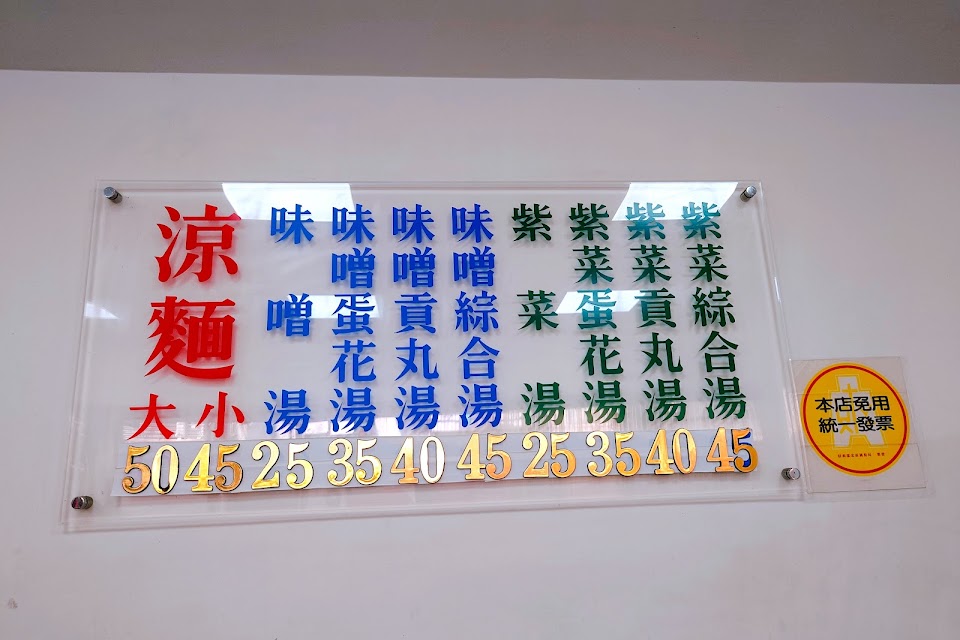 涼麵
大 小
50 45
味噌湯
25
味噌蛋花湯
35
味噌貢丸湯
40
味噌綜合湯
45
紫菜湯
25
紫菜蛋花湯
35
紫菜貢丸湯
40
紫菜綜合湯
45
本店免用
統一發票